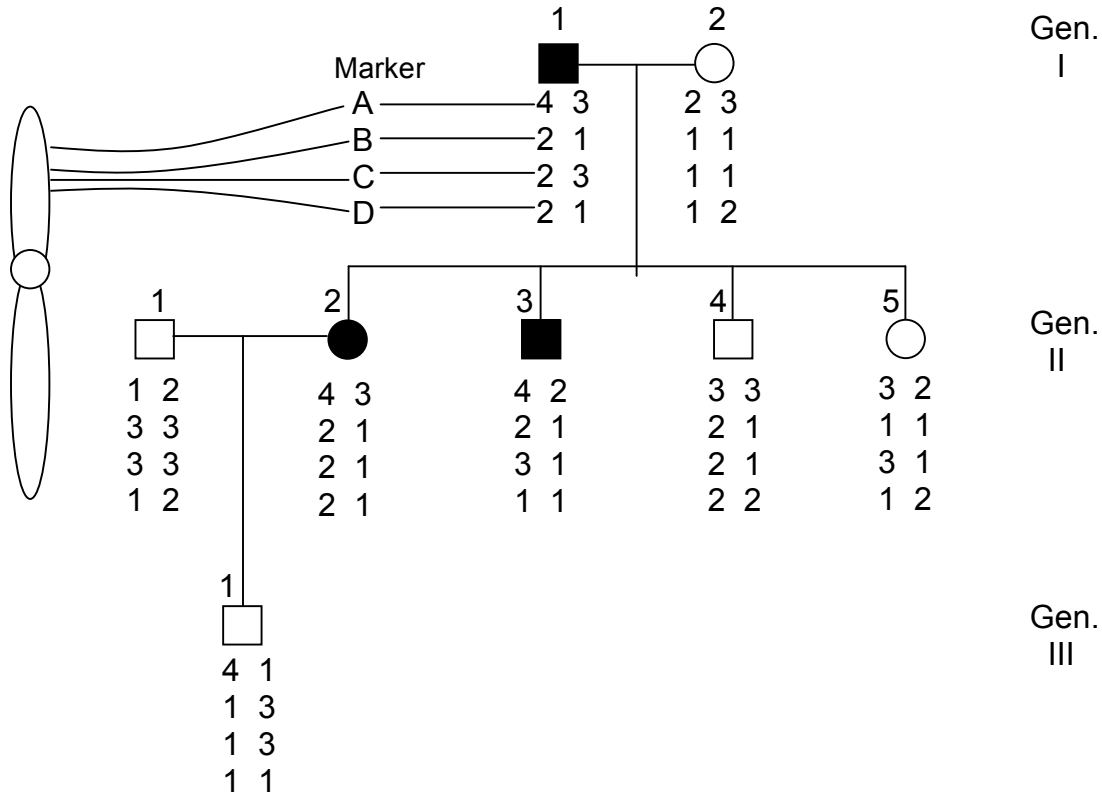 1 2 Gen.
I
Marker
A 4 3 2 3
B 2 1 1 1
C 2 3 1 1
D 2 1 1 2
1 2 3 4 5 Gen.
II
1 2 4 3 4 2 3 3 3 2
3 3 2 1 2 1 2 1 1 1
3 3 2 1 3 1 2 1 3 1
1 2 2 1 1 1 2 2 1 2
1 Gen.
III
4 1
1 3
1 3
1 1